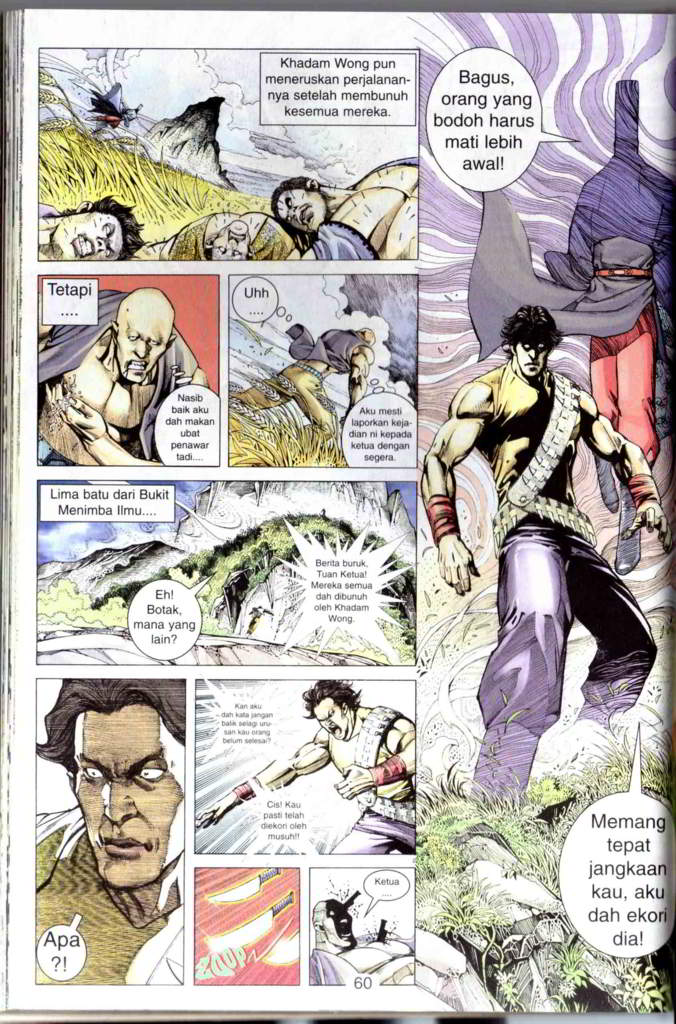 Khadam Wong pun
meneruskan perjalanan-
nya setelah membunuh
kesemua mereka.
Tetapi
....
Nasib
baik aku
dah makan
ubat
penawar
tadi....
Uhh
....
Aku mesti
laporkan keja-
dian ni kepada
ketua dengan
segera.
Lima batu dari Bukit
Menimba Ilmu....
Eh!
Botak,
mana yang
lain?
Berita buruk,
Tuan Ketua!
Mereka semua
dah dibunuh
oleh Khadam
Wong.
Apa
?!
Kan aku
dah kata jangan
balik selagi uru-
san kau orang
belum selesai?
Cis! Kau
pasti telah
diekori oleh
musuh!!
ZUUP
Ketua
....
Bagus,
orang yang
bodoh harus
mati lebih
awal!
Memang
tepat
jangkaan
kau, aku
dah ekori
dia!
60